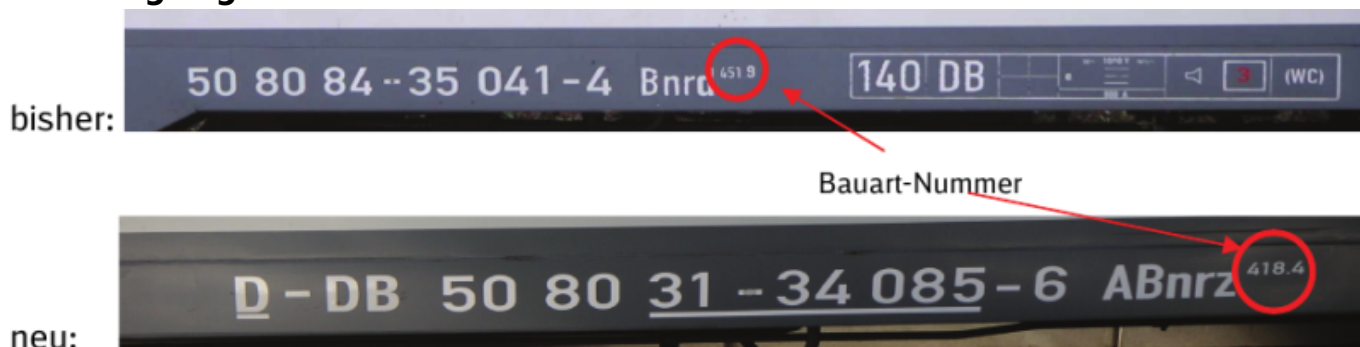 50 80 84-35 041-4 Bnrd 451.9 140 DB 3 (WC)
bisher:
Bauart-Nummer
D-DB 50 80 31-34 085-6 ABnrz 418.4
neu: